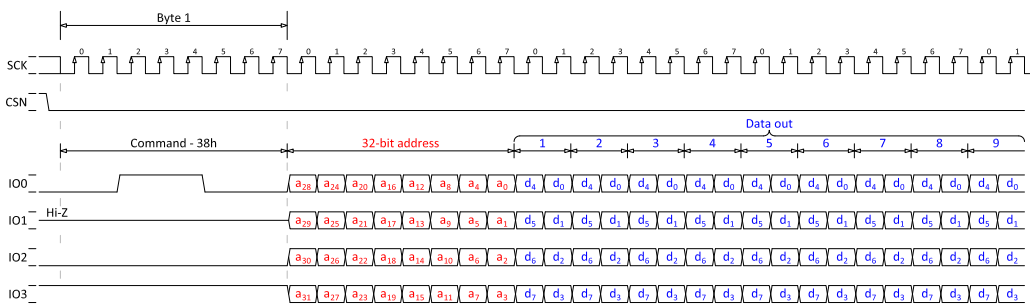 Byte 1
0 1 2 3 4 5 6 7 0 1 2 3 4 5 6 7 0 1 2 3 4 5 6 7 0 1 2 3 4 5 6 7 0 1
SCK
CSN
Data out
Command - 38h 32-bit address 1 2 3 4 5 6 7 8 9
IO0 a₂₈ a₂₄ a₂₀ a₁₆ a₁₂ a₈ a₄ a₀ d₄ d₀ d₄ d₀ d₄ d₀ d₄ d₀ d₄ d₀ d₄ d₀ d₄ d₀ d₄ d₀ d₄ d₀
IO1 Hi-Z a₂₉ a₂₅ a₂₁ a₁₇ a₁₃ a₉ a₅ a₁ d₅ d₁ d₅ d₁ d₅ d₁ d₅ d₁ d₅ d₁ d₅ d₁ d₅ d₁ d₅ d₁ d₅ d₁
IO2 a₃₀ a₂₆ a₂₂ a₁₈ a₁₄ a₁₀ a₆ a₂ d₆ d₂ d₆ d₂ d₆ d₂ d₆ d₂ d₆ d₂ d₆ d₂ d₆ d₂ d₆ d₂ d₆ d₂
IO3 a₃₁ a₂₇ a₂₃ a₁₉ a₁₅ a₁₁ a₇ a₃ d₇ d₃ d₇ d₃ d₇ d₃ d₇ d₃ d₇ d₃ d₇ d₃ d₇ d₃ d₇ d₃ d₇ d₃